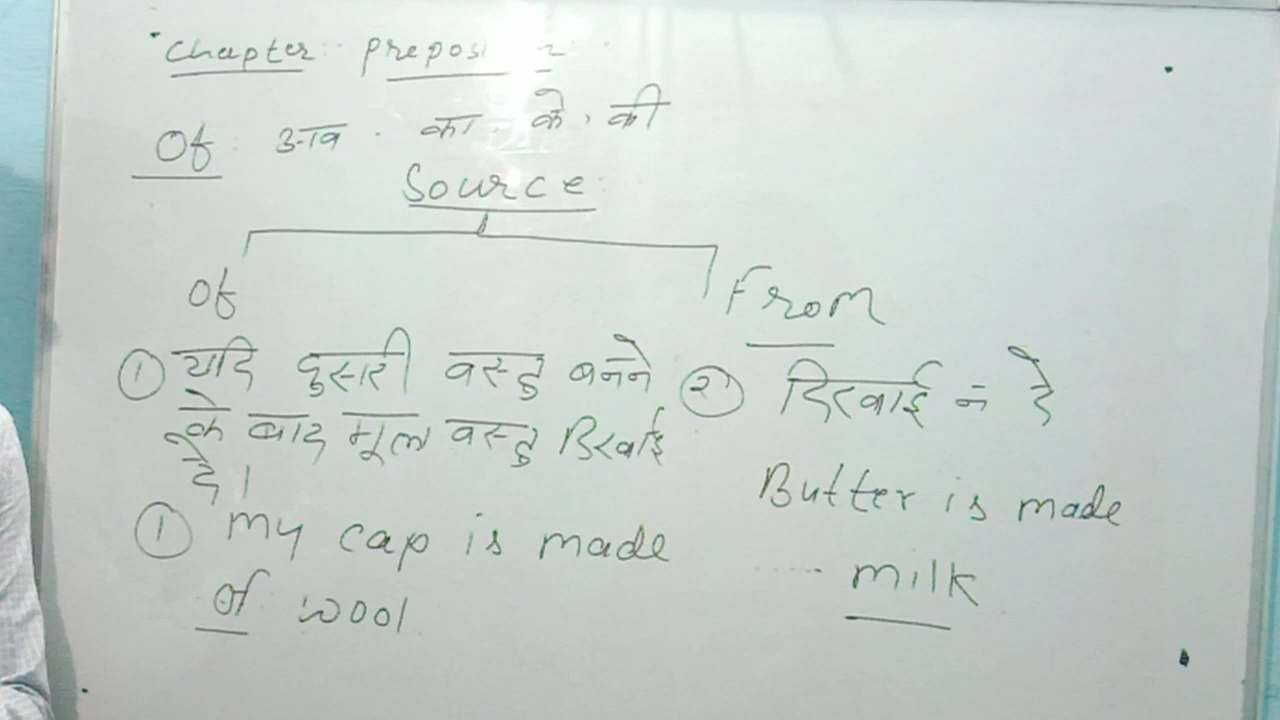 Chapter: preposi n
Of आव . का . के , की
Source
Of From
① यदि दुसरी वस्तु बनने
के बाद मूल वस्तु दिखाई
दे।
② दिखाई न दे
① My cap is made
of wool
Butter is made
..... milk